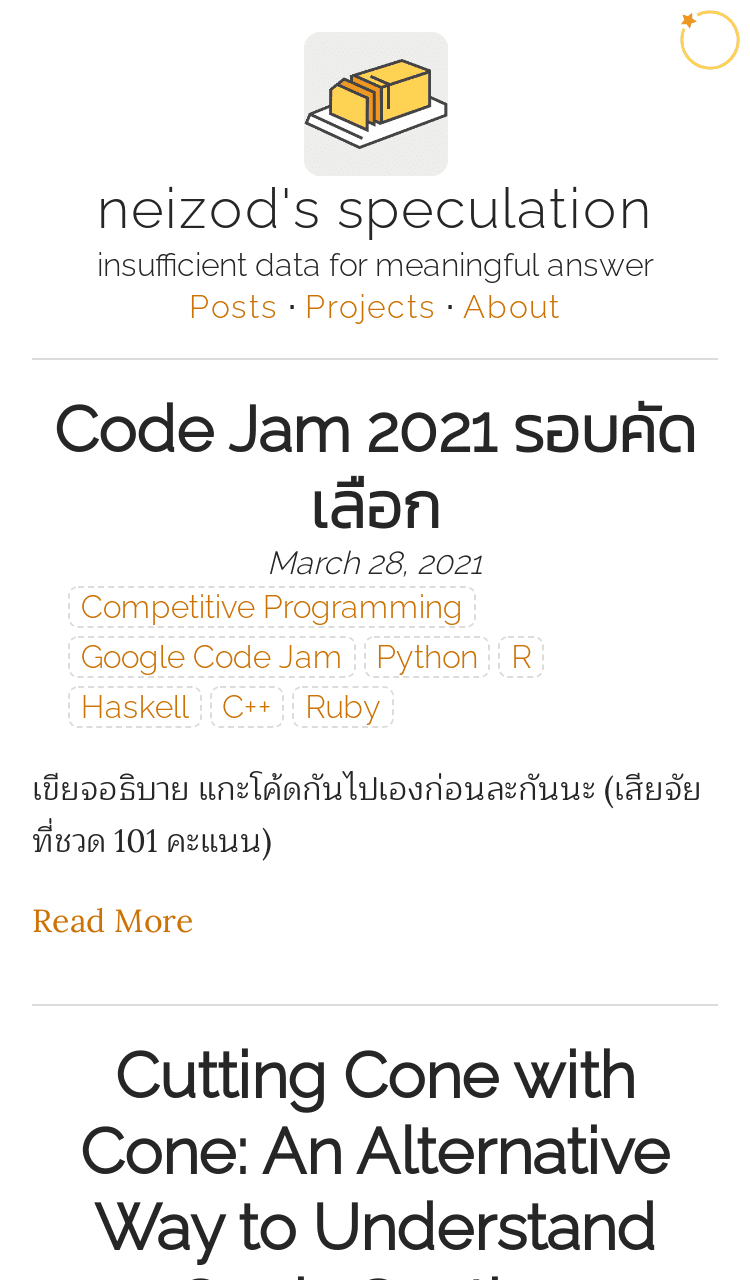 neizod's speculation
insufficient data for meaningful answer
Posts · Projects · About
Code Jam 2021 รอบคัด
เลือก
March 28, 2021
Competitive Programming
Google Code Jam Python R
Haskell C++ Ruby
เขียจอธิบาย แกะโค้ดกันไปเองก่อนละกันนะ (เสียจัย
ที่ชวด 101 คะแนน)
Read More
Cutting Cone with
Cone: An Alternative
Way to Understand